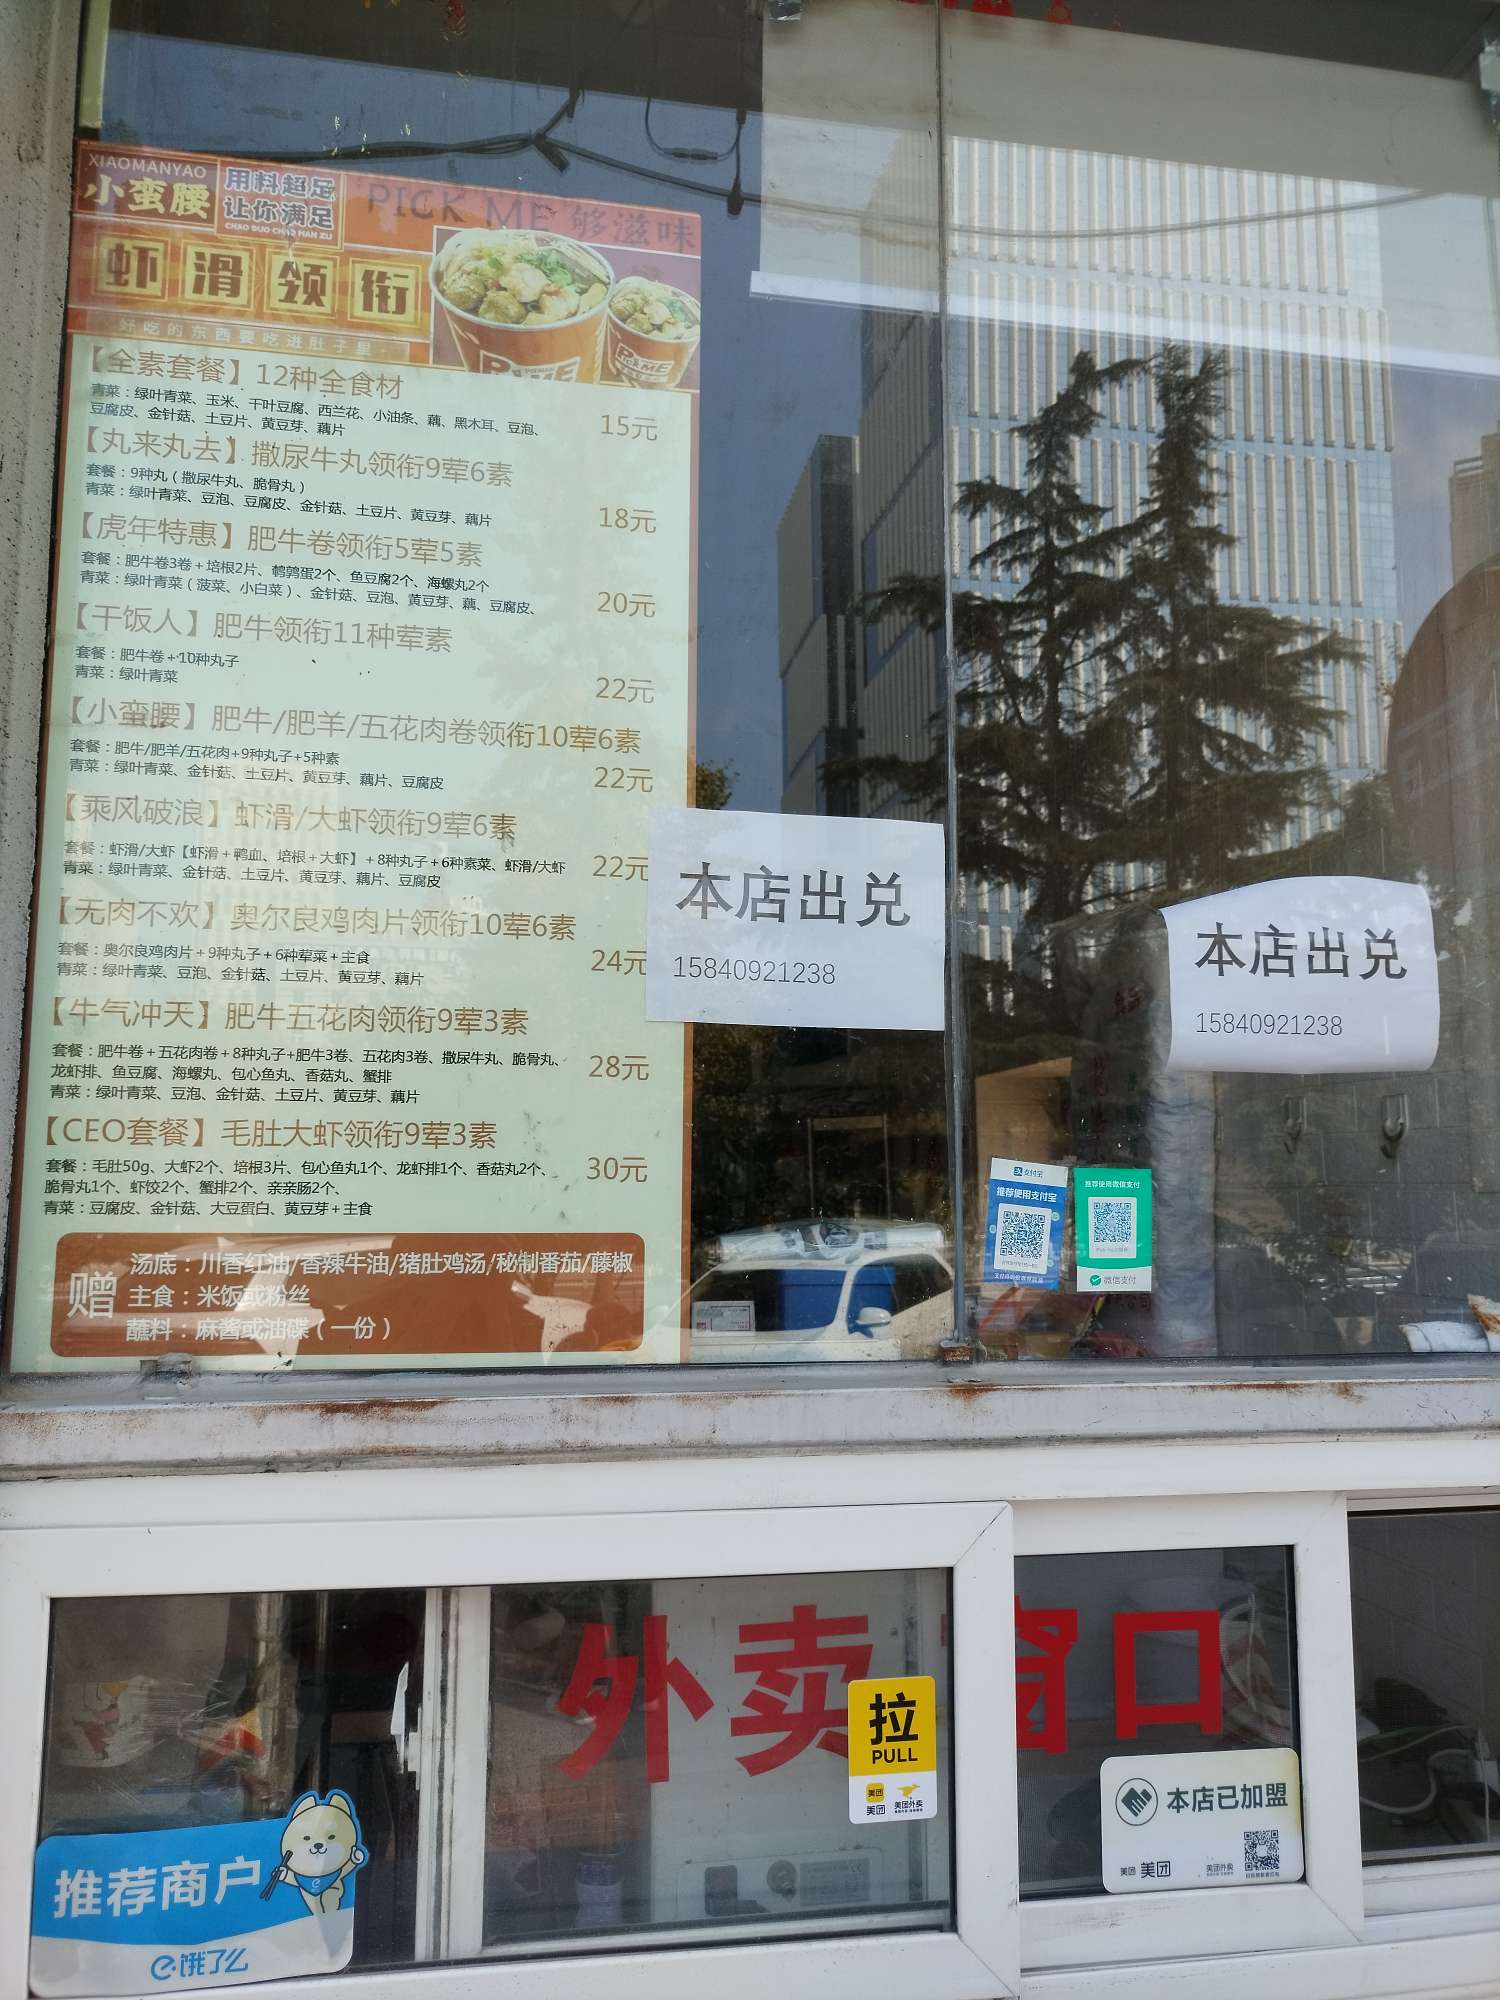 XIAOMANYAO
小蛮腰
用料超足
让你满足
CHAO DUO CHAO MAN ZU
PICK ME 够滋味
虾滑领衔
好吃的东西要吃进肚子里
【全素套餐】12种全食材
青菜：绿叶青菜、玉米、千叶豆腐、西兰花、小油条、藕、黑木耳、豆泡、
豆腐皮、金针菇、土豆片、黄豆芽、藕片
15元
【丸来丸去】撒尿牛丸领衔9荤6素
套餐：9种丸（撒尿牛丸、脆骨丸）
青菜：绿叶青菜、豆泡、豆腐皮、金针菇、土豆片、黄豆芽、藕片
18元
【虎年特惠】肥牛卷领衔5荤5素
套餐：肥牛卷3卷＋培根2片、鹌鹑蛋2个、鱼豆腐2个、海螺丸2个
青菜：绿叶青菜（菠菜、小白菜）、金针菇、豆泡、黄豆芽、藕、豆腐皮、
20元
【干饭人】肥牛领衔11种荤素
套餐：肥牛卷＋10种丸子
青菜：绿叶青菜
22元
【小蛮腰】肥牛/肥羊/五花肉卷领衔10荤6素
套餐：肥牛/肥羊/五花肉+9种丸子+5种素
青菜：绿叶青菜、金针菇、土豆片、黄豆芽、藕片、豆腐皮
22元
【乘风破浪】虾滑/大虾领衔9荤6素
套餐：虾滑/大虾【虾滑＋鸭血、培根＋大虾】＋8种丸子＋6种素菜、虾滑/大虾
青菜：绿叶青菜、金针菇、土豆片、黄豆芽、藕片、豆腐皮
22元
【无肉不欢】奥尔良鸡肉片领衔10荤6素
套餐：奥尔良鸡肉片＋9种丸子＋6种荤菜＋主食
青菜：绿叶青菜、豆泡、金针菇、土豆片、黄豆芽、藕片
24元
【牛气冲天】肥牛五花肉领衔9荤3素
套餐：肥牛卷＋五花肉卷＋8种丸子+肥牛3卷、五花肉3卷、撒尿牛丸、脆骨丸、
龙虾排、鱼豆腐、海螺丸、包心鱼丸、香菇丸、蟹排
青菜：绿叶青菜、豆泡、金针菇、土豆片、黄豆芽、藕片
28元
【CEO套餐】毛肚大虾领衔9荤3素
套餐：毛肚50g、大虾2个、培根3片、包心鱼丸1个、龙虾排1个、香菇丸2个、
脆骨丸1个、虾饺2个、蟹排2个、亲亲肠2个、
青菜：豆腐皮、金针菇、大豆蛋白、黄豆芽＋主食
30元
赠
汤底：川香红油/香辣牛油/猪肚鸡汤/秘制番茄/藤椒
主食：米饭或粉丝
蘸料：麻酱或油碟（一份）
本店出兑
15840921238
本店出兑
15840921238
支付宝
推荐使用支付宝
推荐使用微信支付
微信支付
外卖窗口
拉
PULL
美团
美团
美团外卖
本店已加盟
美团
美团
美团外卖
推荐商户
饿了么